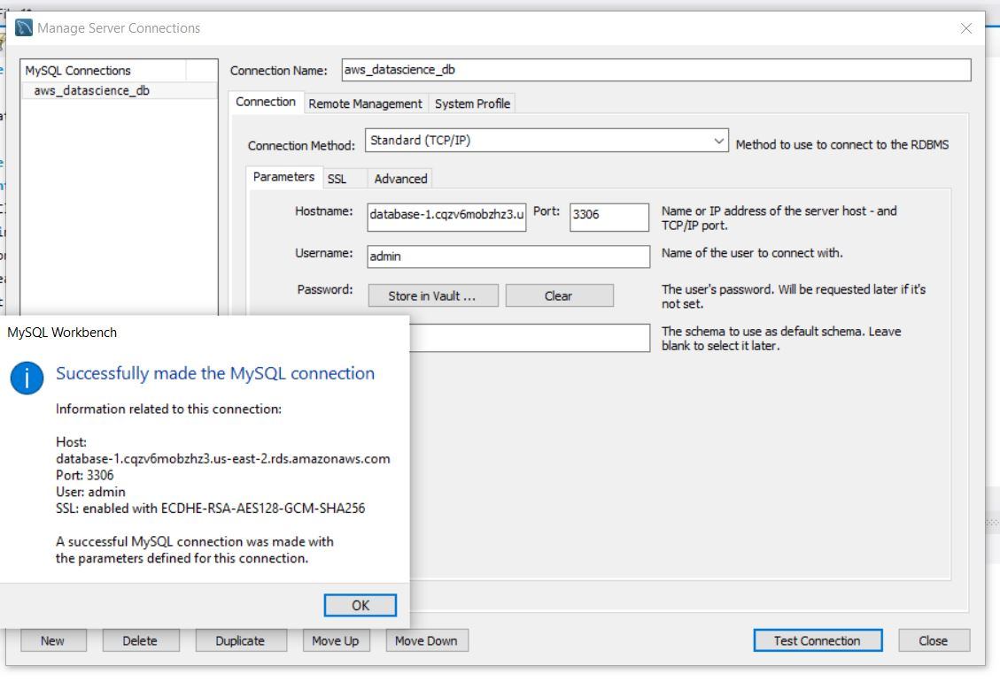 Manage Server Connections
MySQL Connections
aws_datascience_db
Connection Name:
aws_datascience_db
Connection
Remote Management
System Profile
Connection Method:
Standard (TCP/IP)
Method to use to connect to the RDBMS
Parameters
SSL
Advanced
Hostname:
database-1.cqzv6mobzhz3.u
Port:
3306
Name or IP address of the server host - and
TCP/IP port.
Username:
admin
Name of the user to connect with.
Password:
Store in Vault ...
Clear
The user's password. Will be requested later if it's
not set.
The schema to use as default schema. Leave
blank to select it later.
MySQL Workbench
Successfully made the MySQL connection
Information related to this connection:
Host:
database-1.cqzv6mobzhz3.us-east-2.rds.amazonaws.com
Port: 3306
User: admin
SSL: enabled with ECDHE-RSA-AES128-GCM-SHA256
A successful MySQL connection was made with
the parameters defined for this connection.
OK
New
Delete
Duplicate
Move Up
Move Down
Test Connection
Close